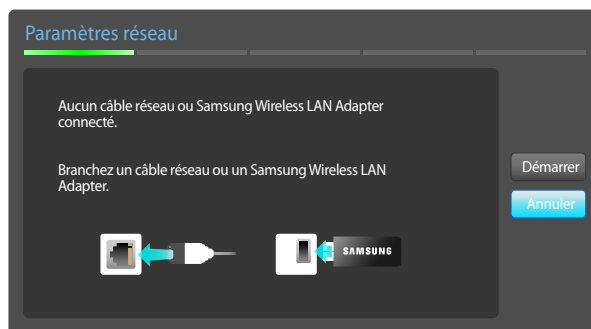 Paramètres réseau
Aucun câble réseau ou Samsung Wireless LAN Adapter
connecté.
Branchez un câble réseau ou un Samsung Wireless LAN
Adapter.
Démarrer
Annuler
SAMSUNG